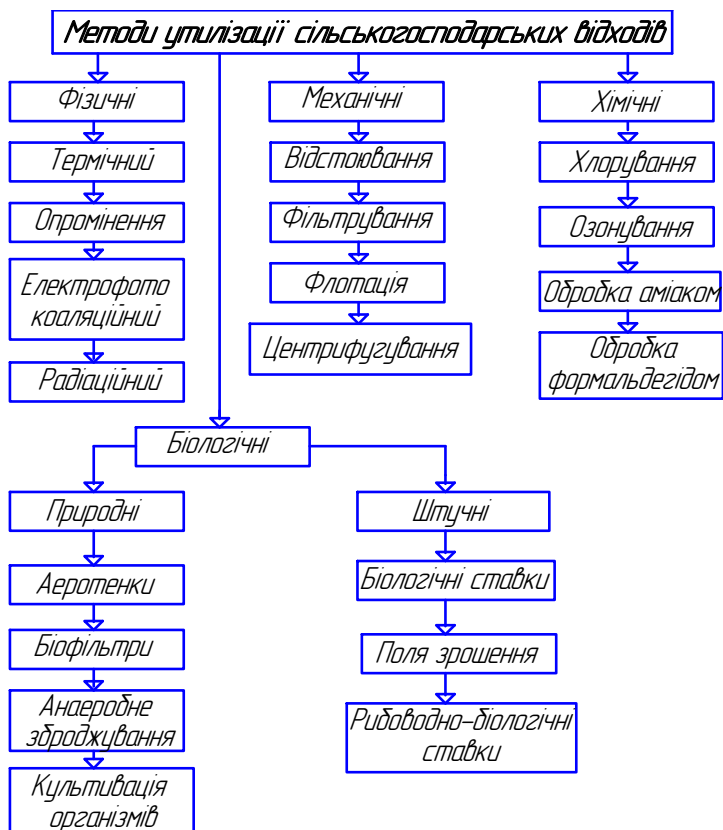 Методи утилізації сільськогосподарських відходів
Фізичні
Термічний
Опромінення
Електрофото
коаляційний
Радіаційний
Механічні
Відстоювання
Фільтрування
Флотація
Центрифугування
Хімічні
Хлорування
Озонування
Обробка аміаком
Обробка
формальдегідом
Біологічні
Природні
Аеротенки
Біофільтри
Анаеробне
зброджування
Культивація
організмів
Штучні
Біологічні ставки
Поля зрошення
Рибоводно-біологічні
ставки